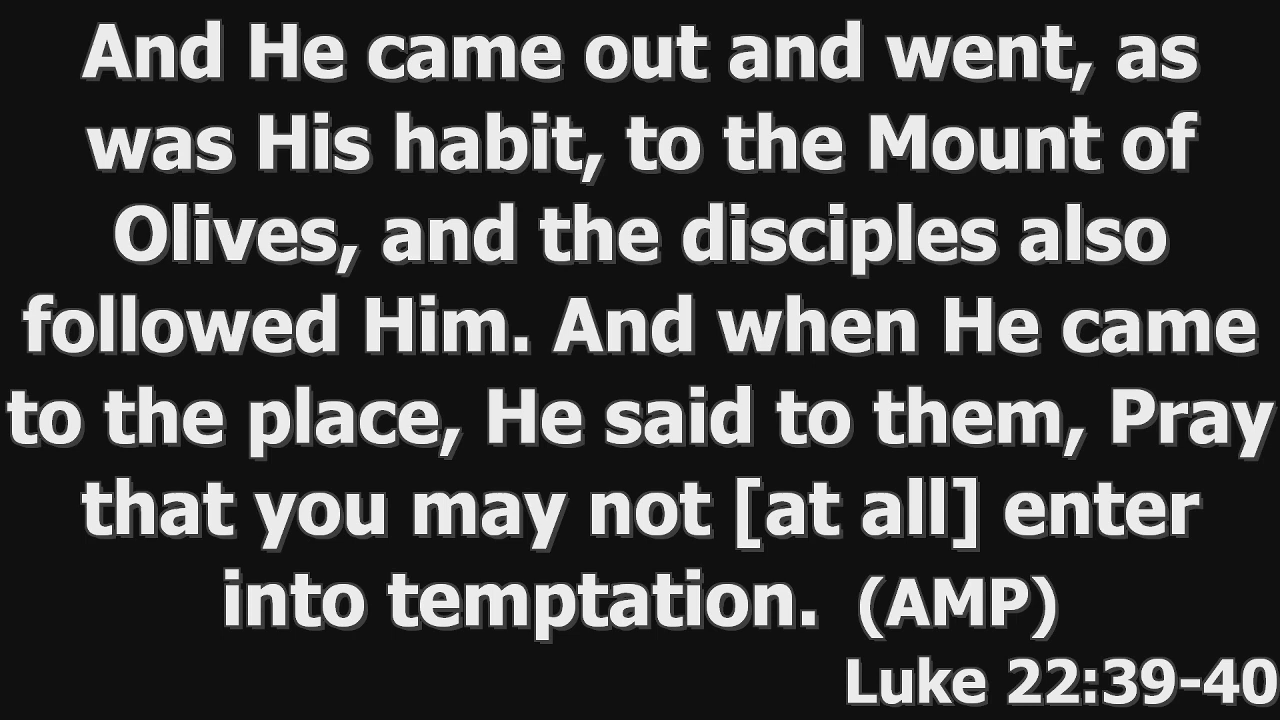 And He came out and went, as
was His habit, to the Mount of
Olives, and the disciples also
followed Him. And when He came
to the place, He said to them, Pray
that you may not [at all] enter
into temptation. (AMP)
Luke 22:39-40